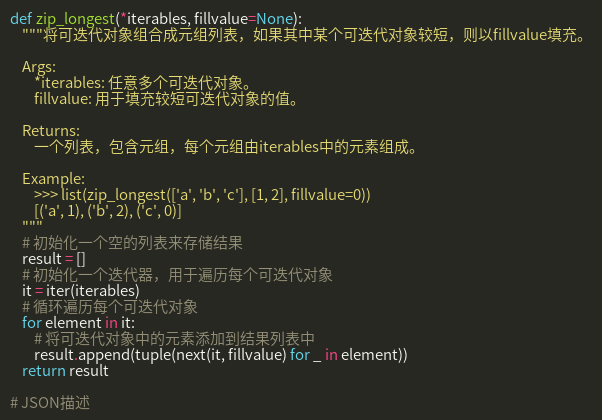 def zip_longest(*iterables, fillvalue=None):
"""将可迭代对象组合成元组列表，如果其中某个可迭代对象较短，则以fillvalue填充。
Args:
*iterables: 任意多个可迭代对象。
fillvalue: 用于填充较短可迭代对象的值。
Returns:
一个列表，包含元组，每个元组由iterables中的元素组成。
Example:
>>> list(zip_longest(['a', 'b', 'c'], [1, 2], fillvalue=0))
[('a', 1), ('b', 2), ('c', 0)]
"""
# 初始化一个空的列表来存储结果
result = []
# 初始化一个迭代器，用于遍历每个可迭代对象
it = iter(iterables)
# 循环遍历每个可迭代对象
for element in it:
# 将可迭代对象中的元素添加到结果列表中
result.append(tuple(next(it, fillvalue) for _ in element))
return result
# JSON描述